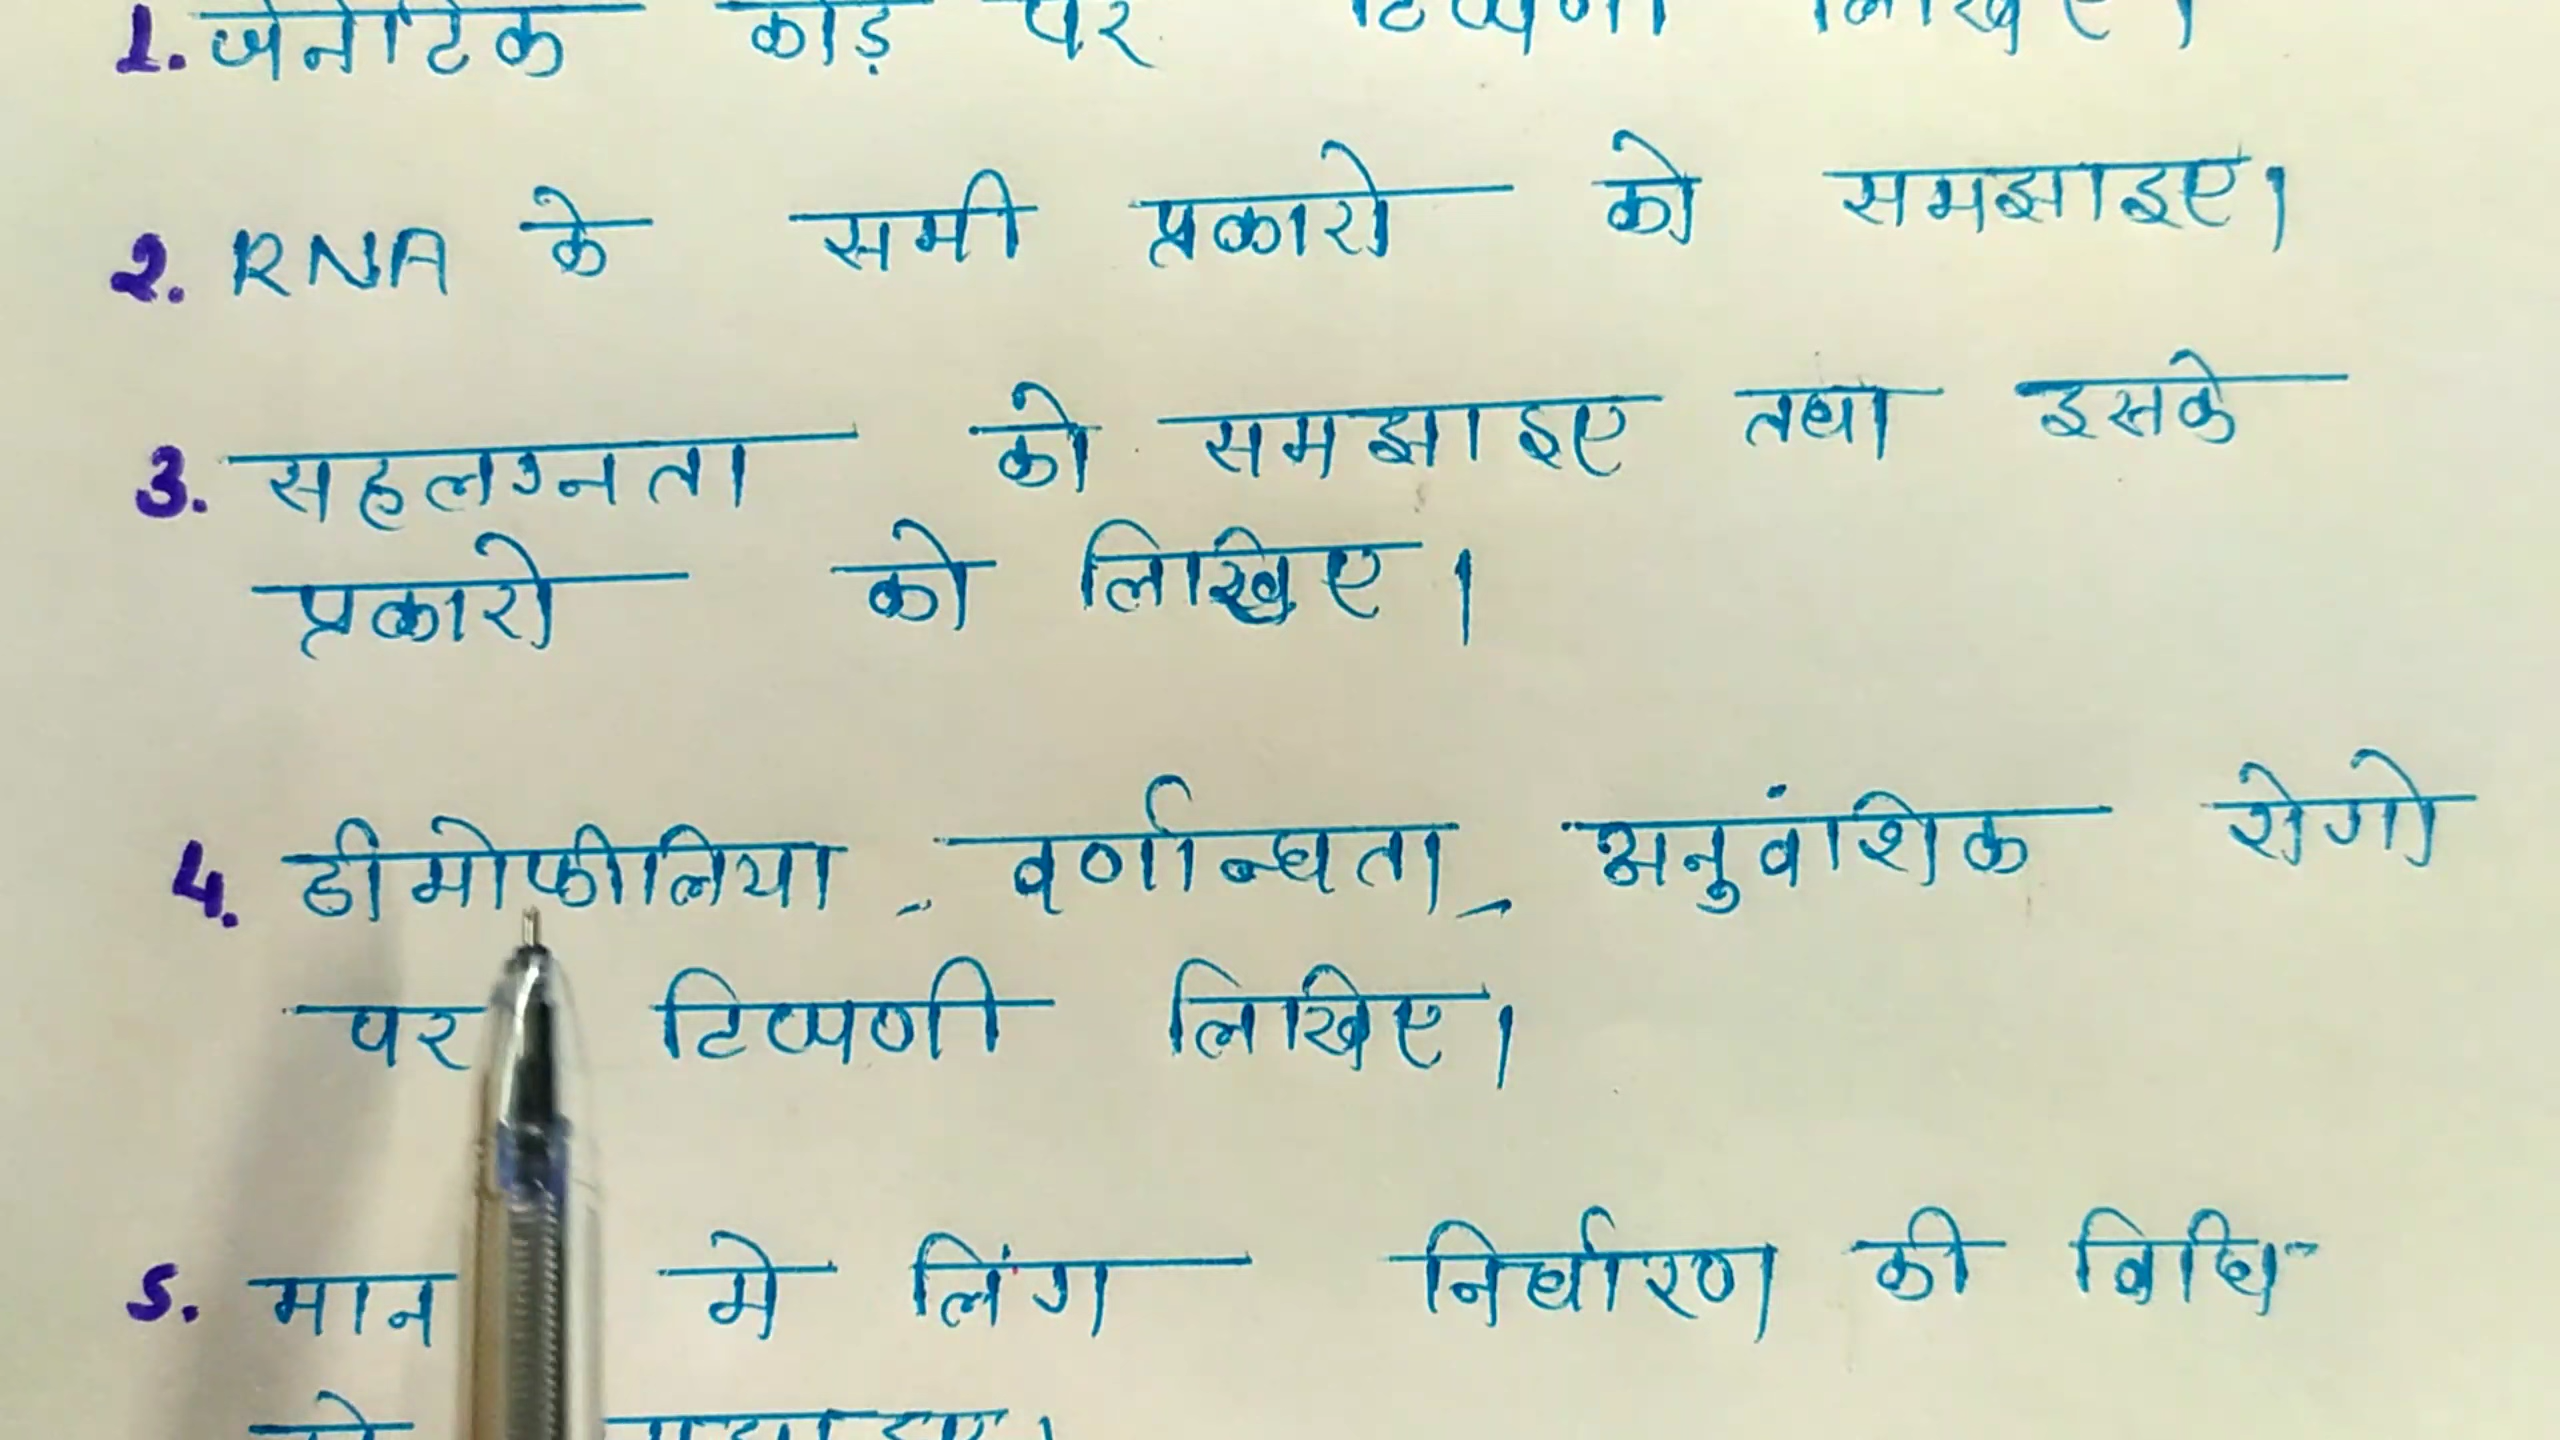 1. जेनेटिक कोड़ पर टिप्पणी लिखिए।
2. RNA के सभी प्रकारो को समझाइए।
3. सहलग्नता को समझाइए तथा इसके
प्रकारो को लिखिए।
4. हीमोफीलिया, वर्णान्धता, अनुवांशिक रोगो
पर टिप्पणी लिखिए।
5. मान में लिंग निर्धारण की विधि